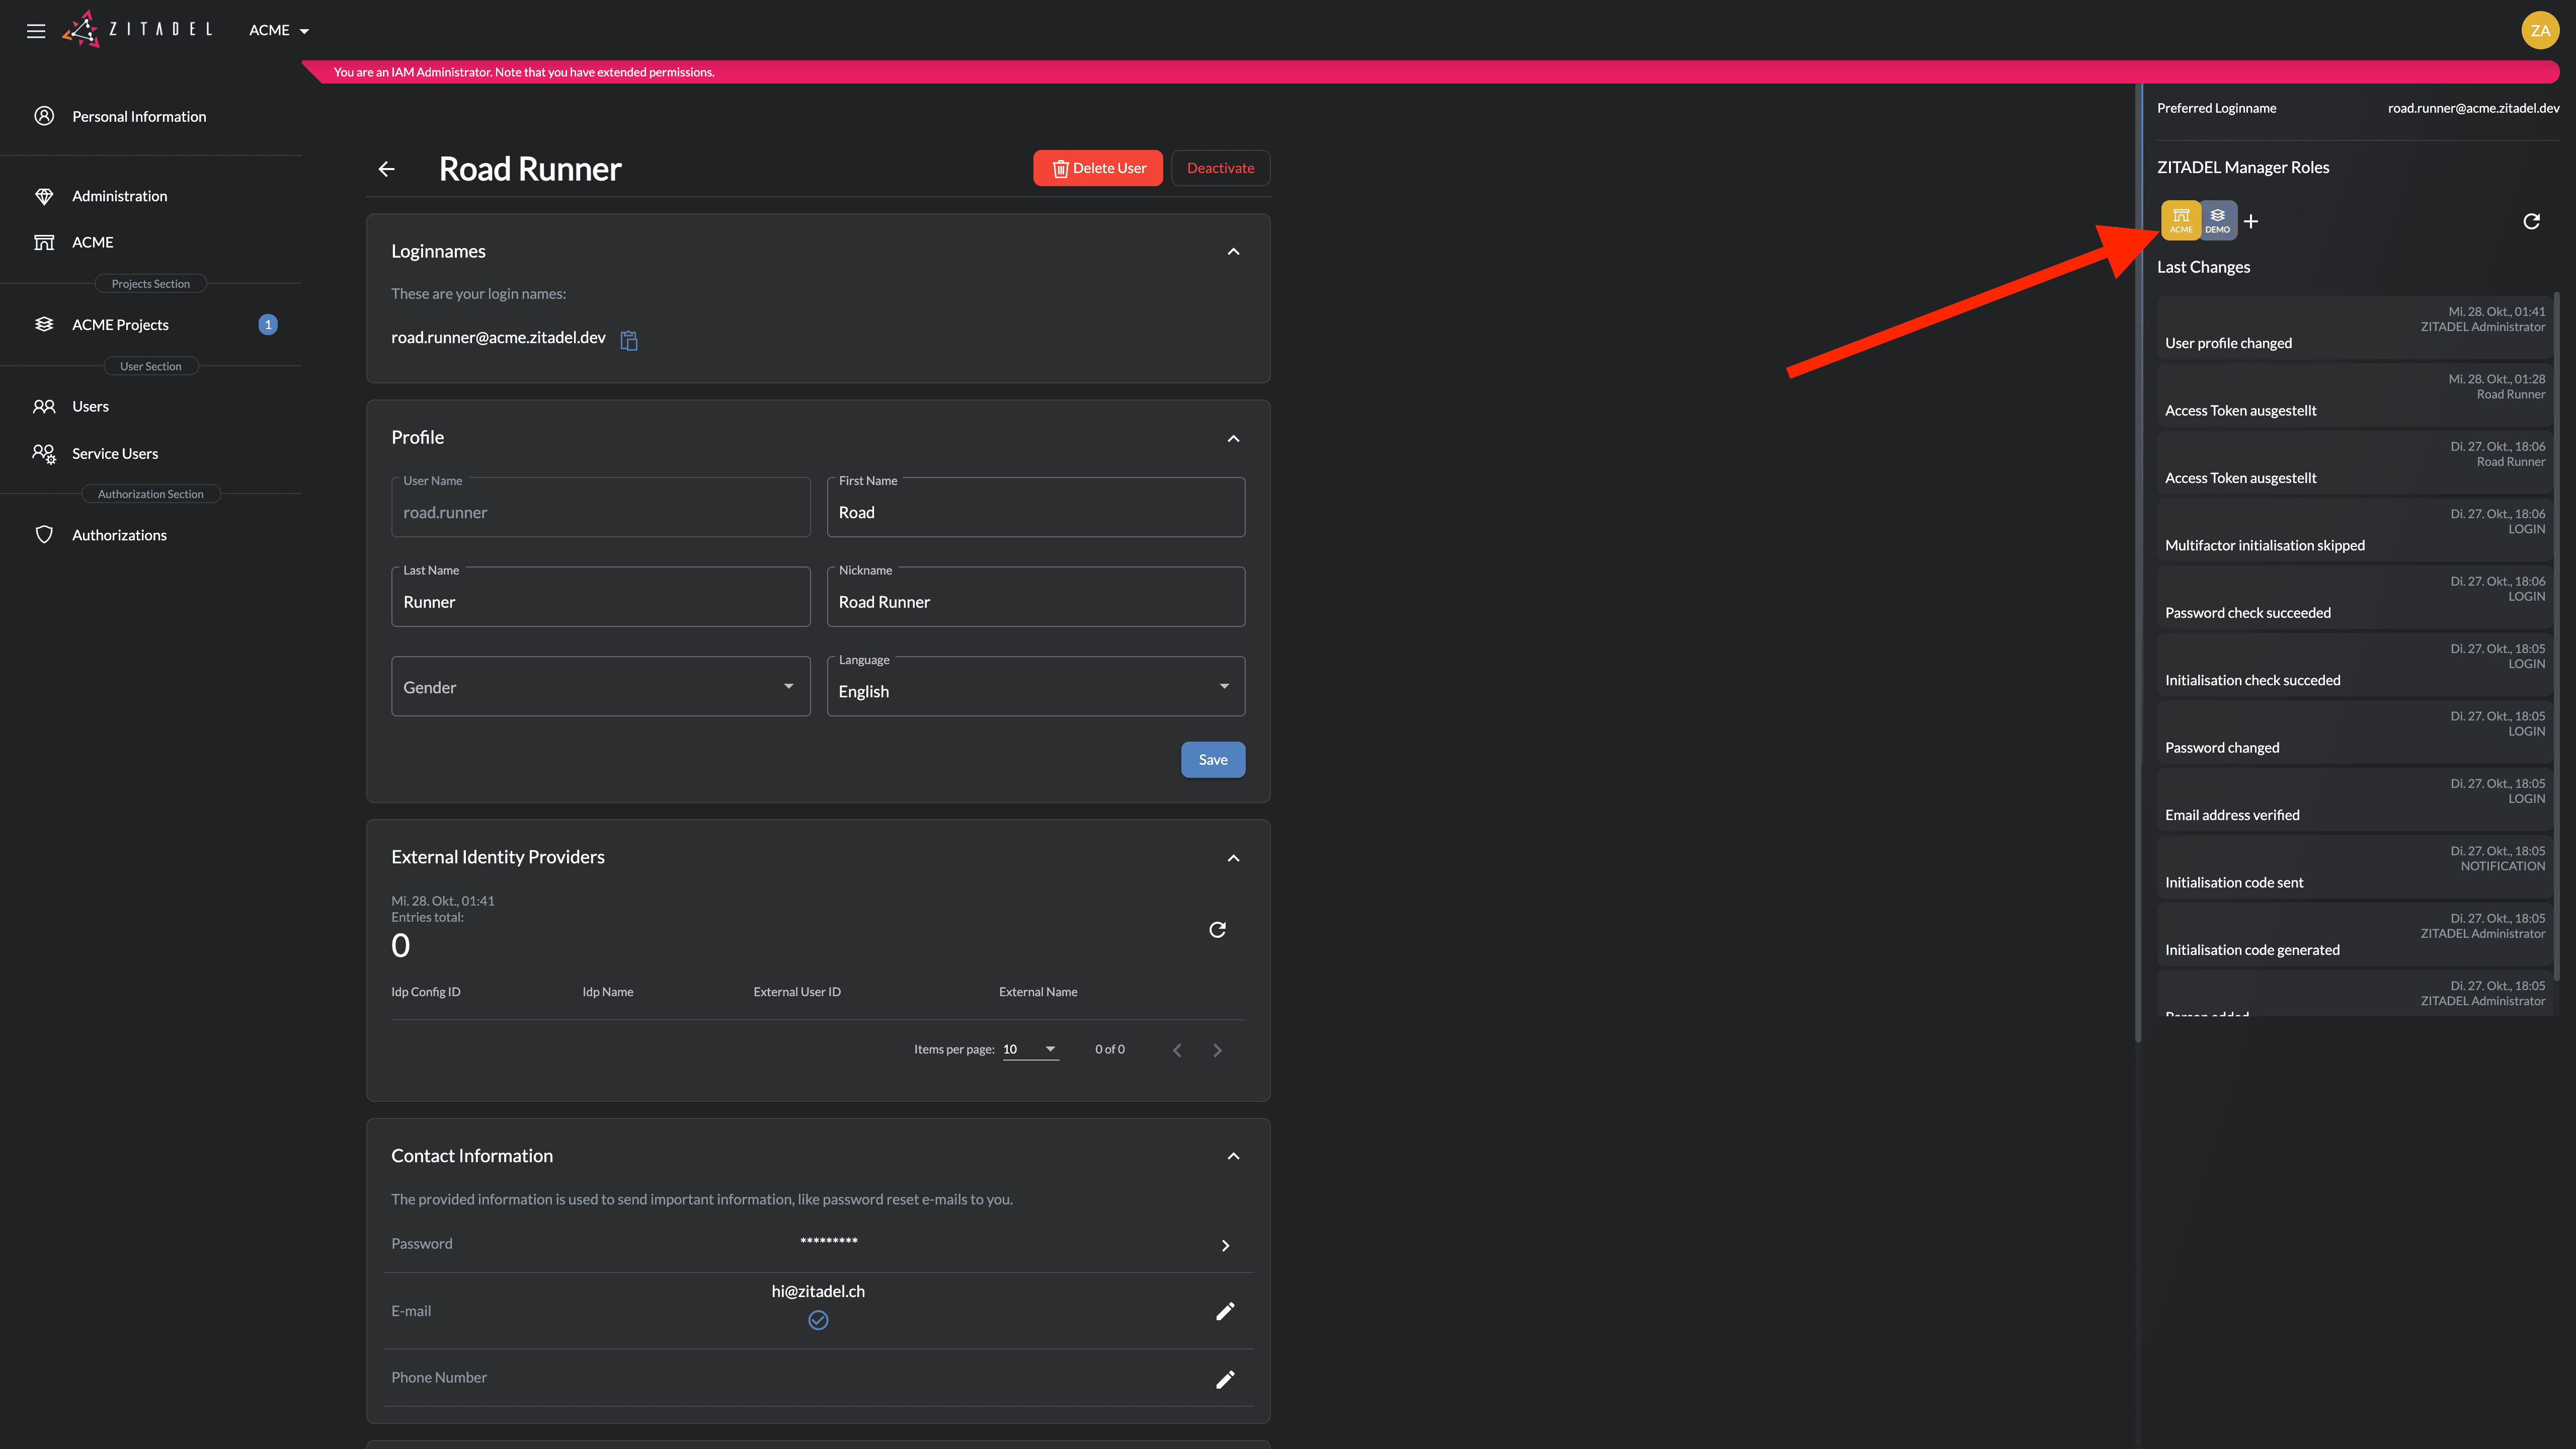 ZITADEL
ACME
ZA
You are an IAM Administrator. Note that you have extended permissions.
Personal Information
Administration
ACME
Projects Section
ACME Projects
1
User Section
Users
Service Users
Authorization Section
Authorizations
Road Runner
Delete User
Deactivate
Loginnames
These are your login names:
road.runner@acme.zitadel.dev
Profile
User Name
road.runner
First Name
Road
Last Name
Runner
Nickname
Road Runner
Gender
Language
English
Save
External Identity Providers
Mi. 28. Okt., 01:41
Entries total:
0
Idp Config ID Idp Name External User ID External Name
Items per page: 10 0 of 0
Contact Information
The provided information is used to send important information, like password reset e-mails to you.
Password *********
hi@zitadel.ch
E-mail
Phone Number
Preferred Loginname road.runner@acme.zitadel.dev
ZITADEL Manager Roles
ACME
DEMO
Last Changes
Mi. 28. Okt., 01:41
ZITADEL Administrator
User profile changed
Mi. 28. Okt., 01:28
Road Runner
Access Token ausgestellt
Di. 27. Okt., 18:06
Road Runner
Access Token ausgestellt
Di. 27. Okt., 18:06
LOGIN
Multifactor initialisation skipped
Di. 27. Okt., 18:06
LOGIN
Password check succeeded
Di. 27. Okt., 18:05
LOGIN
Initialisation check succeded
Di. 27. Okt., 18:05
LOGIN
Password changed
Di. 27. Okt., 18:05
LOGIN
Email address verified
Di. 27. Okt., 18:05
NOTIFICATION
Initialisation code sent
Di. 27. Okt., 18:05
ZITADEL Administrator
Initialisation code generated
Di. 27. Okt., 18:05
ZITADEL Administrator
Person added